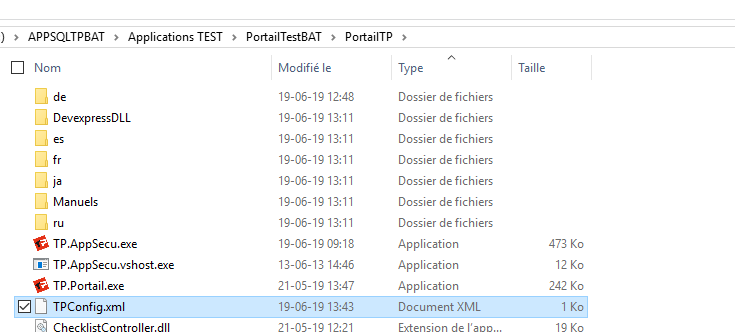 ) › APPSQLTPBAT › Applications TEST › PortailTestBAT › PortailTP ›
Nom Modifié le Type Taille
de 19-06-19 12:48 Dossier de fichiers
DevexpressDLL 19-06-19 13:11 Dossier de fichiers
es 19-06-19 13:11 Dossier de fichiers
fr 19-06-19 13:11 Dossier de fichiers
ja 19-06-19 13:11 Dossier de fichiers
Manuels 19-06-19 13:11 Dossier de fichiers
ru 19-06-19 13:11 Dossier de fichiers
TP.AppSecu.exe 19-06-19 09:18 Application 473 Ko
TP.AppSecu.vshost.exe 13-06-13 14:46 Application 12 Ko
TP.Portail.exe 21-05-19 13:47 Application 242 Ko
TPConfig.xml 19-06-19 13:43 Document XML 1 Ko
ChecklistController.dll 21-05-19 12:21 Extension de l'app... 19 Ko